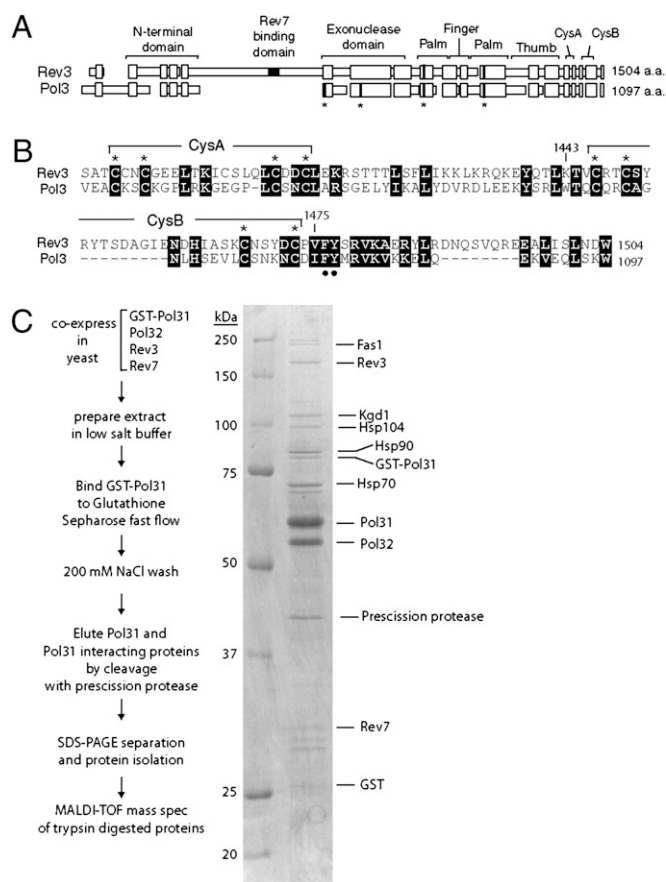 A
N-terminal domain
Rev7 binding domain
Exonuclease domain
Palm
Finger
Palm
Thumb
CysA
CysB
Rev3 1504 a.a.
Pol3 1097 a.a.
* * * *
B
CysA
1443
* * * * * *
Rev3 SATCCNCGEELTKICSLQLCDDCLEKRSTTTLSFLIKKLKRQKEYQTLKTVCRTCSY
Pol3 VEACKSCKGPLRKGEGP-LCSNCLARSGELYIKALYDVRDLEEKYSRLWTQCQRCAG
CysB
1475
* *
Rev3 RYTSDAGIENDHIASKCNSYDCPVFYSRVKAERYLRDNQSVQREEALISLNDW 1504
Pol3 ---------NLHSEVLCSNKNCDIFYMRVKVKKELQ--------EKVEQLSKW 1097
C
co-express in yeast
GST-Pol31
Pol32
Rev3
Rev7
prepare extract
in low salt buffer
Bind GST-Pol31
to Glutathione
Sepharose fast flow
200 mM NaCl wash
Elute Pol31 and
Pol31 interacting proteins
by cleavage
with prescission protease
SDS-PAGE separation
and protein isolation
MALDI-TOF mass spec
of trypsin digested proteins
kDa
250
150
100
75
50
37
25
20
Fas1
Rev3
Kgd1
Hsp104
Hsp90
GST-Pol31
Hsp70
Pol31
Pol32
Prescission protease
Rev7
GST